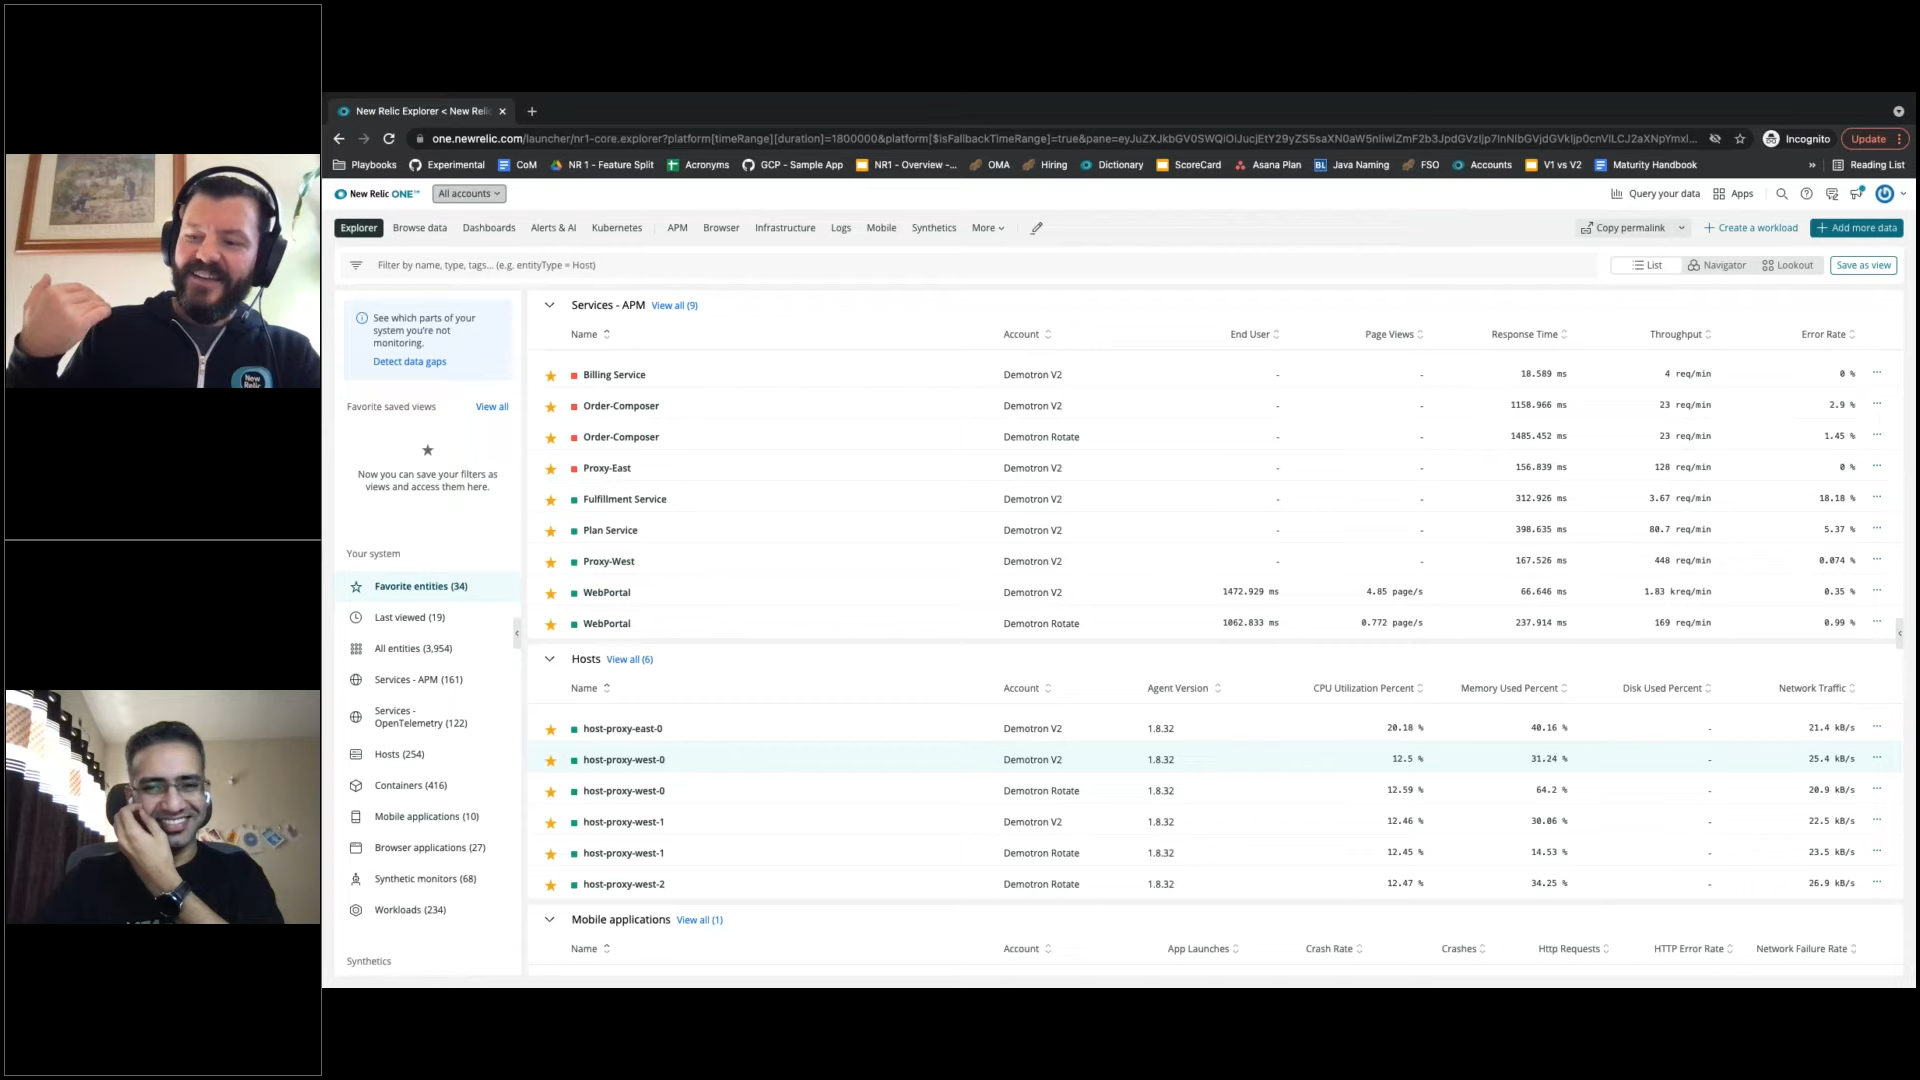 New Relic Explorer < New Reli
one.newrelic.com/launcher/nr1-core.explorer?platform[timeRange][duration]=1800000&platform[$isFallbackTimeRange]=true&pane=
Incognito
Update
Playbooks Experimental CoM NR 1 - Feature Split Acronyms GCP - Sample App NR1 - Overview -... OMA Hiring Dictionary ScoreCard Asana Plan Java Naming FSO Accounts V1 vs V2 Maturity Handbook » Reading List
New Relic ONE™ All accounts Query your data Apps
Explorer Browse data Dashboards Alerts & AI Kubernetes APM Browser Infrastructure Logs Mobile Synthetics More Copy permalink + Create a workload + Add more data
Filter by name, type, tags... (e.g. entityType = Host) List Navigator Lookout Save as view
See which parts of your
system you're not
monitoring.
Detect data gaps
Favorite saved views View all
Now you can save your filters as
views and access them here.
Your system
Favorite entities (34)
Last viewed (19)
All entities (3,954)
Services - APM (161)
Services -
OpenTelemetry (122)
Hosts (254)
Containers (416)
Mobile applications (10)
Browser applications (27)
Synthetic monitors (68)
Workloads (234)
Synthetics
Services - APM View all (9)
Name Account End User Page Views Response Time Throughput Error Rate
Billing Service Demotron V2 - - 18.589 ms 4 req/min 0 % ...
Order-Composer Demotron V2 - - 1158.966 ms 23 req/min 2.9 % ...
Order-Composer Demotron Rotate - - 1485.452 ms 23 req/min 1.45 % ...
Proxy-East Demotron V2 - - 156.839 ms 128 req/min 0 % ...
Fulfillment Service Demotron V2 - - 312.926 ms 3.67 req/min 18.18 % ...
Plan Service Demotron V2 - - 398.635 ms 80.7 req/min 5.37 % ...
Proxy-West Demotron V2 - - 167.526 ms 448 req/min 0.074 % ...
WebPortal Demotron V2 1472.929 ms 4.85 page/s 66.646 ms 1.83 kreq/min 0.35 % ...
WebPortal Demotron Rotate 1062.833 ms 0.772 page/s 237.914 ms 169 req/min 0.99 % ...
Hosts View all (6)
Name Account Agent Version CPU Utilization Percent Memory Used Percent Disk Used Percent Network Traffic
host-proxy-east-0 Demotron V2 1.8.32 20.18 % 40.16 % - 21.4 kB/s ...
host-proxy-west-0 Demotron V2 1.8.32 12.5 % 31.24 % - 25.4 kB/s ...
host-proxy-west-0 Demotron Rotate 1.8.32 12.59 % 64.2 % - 20.9 kB/s ...
host-proxy-west-1 Demotron V2 1.8.32 12.46 % 30.06 % - 22.5 kB/s ...
host-proxy-west-1 Demotron Rotate 1.8.32 12.45 % 14.53 % - 23.5 kB/s ...
host-proxy-west-2 Demotron Rotate 1.8.32 12.47 % 34.25 % - 26.9 kB/s ...
Mobile applications View all (1)
Name Account App Launches Crash Rate Crashes Http Requests HTTP Error Rate Network Failure Rate
New
Relic